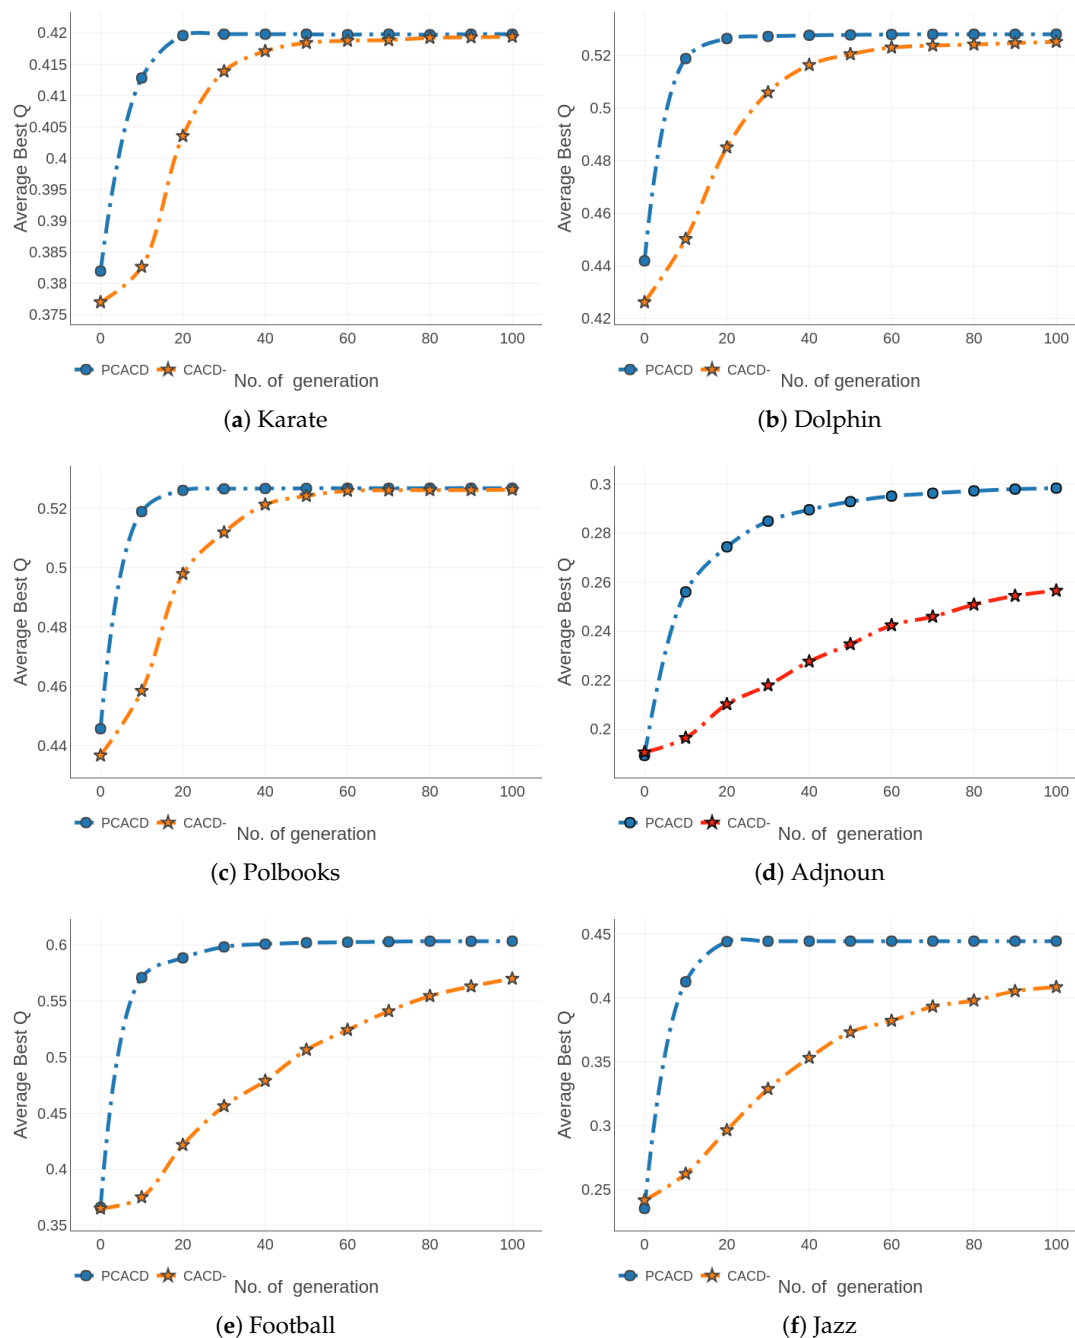 Average Best Q
0.42
0.415
0.41
0.405
0.4
0.395
0.39
0.385
0.38
0.375
0 20 40 60 80 100
PCACD CACD-
No. of generation
(a) Karate
Average Best Q
0.52
0.5
0.48
0.46
0.44
0.42
0 20 40 60 80 100
PCACD CACD-
No. of generation
(b) Dolphin
Average Best Q
0.52
0.5
0.48
0.46
0.44
0 20 40 60 80 100
PCACD CACD-
No. of generation
(c) Polbooks
Average Best Q
0.3
0.28
0.26
0.24
0.22
0.2
0 20 40 60 80 100
PCACD CACD-
No. of generation
(d) Adjnoun
Average Best Q
0.6
0.55
0.5
0.45
0.4
0.35
0 20 40 60 80 100
PCACD CACD-
No. of generation
(e) Football
Average Best Q
0.45
0.4
0.35
0.3
0.25
0 20 40 60 80 100
PCACD CACD-
No. of generation
(f) Jazz